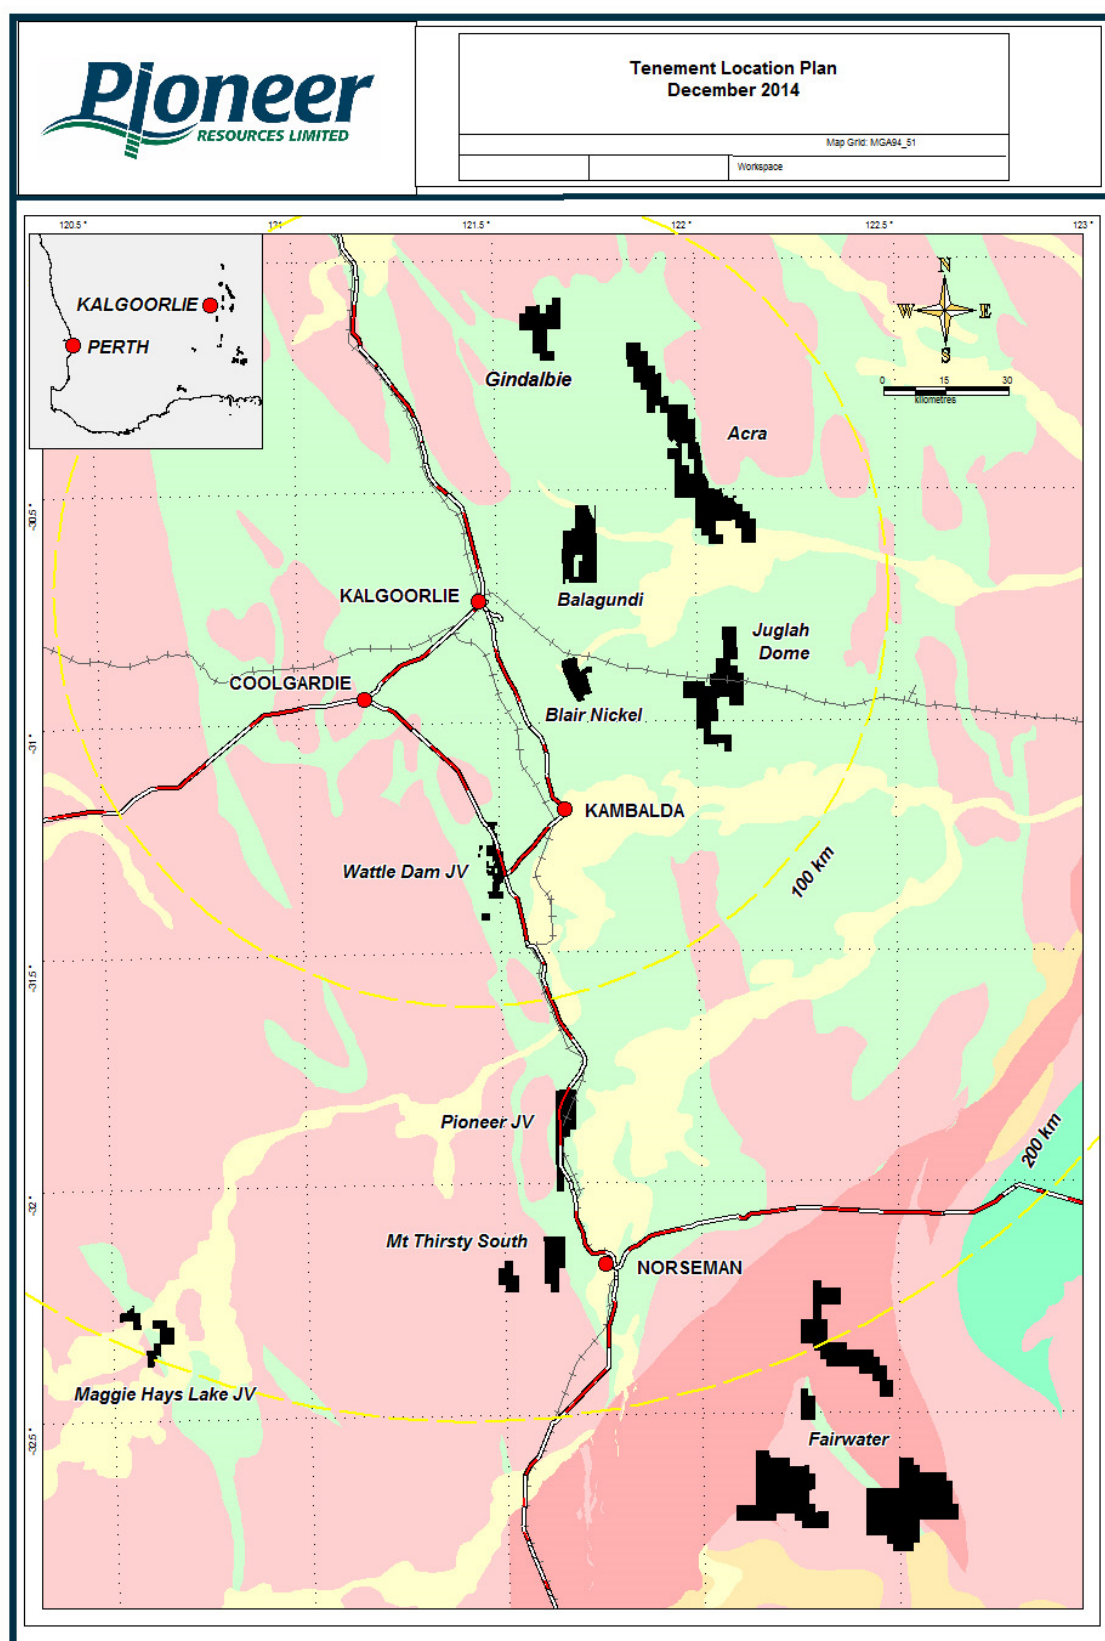 Pioneer
RESOURCES LIMITED
Tenement Location Plan
December 2014
Map Grid: MGA94_51
Workspace
120.5 °
121 °
121.5 °
122 °
122.5 °
123 °
KALGOORLIE
PERTH
N
W
E
S
0
15
30
kilometres
Gindalbie
Acra
-30.5 °
KALGOORLIE
Balagundi
Juglah
Dome
COOLGARDIE
Blair Nickel
-31 °
KAMBALDA
Wattle Dam JV
100 km
-31.5 °
Pioneer JV
200 km
-32 °
Mt Thirsty South
NORSEMAN
Maggie Hays Lake JV
-32.5 °
Fairwater